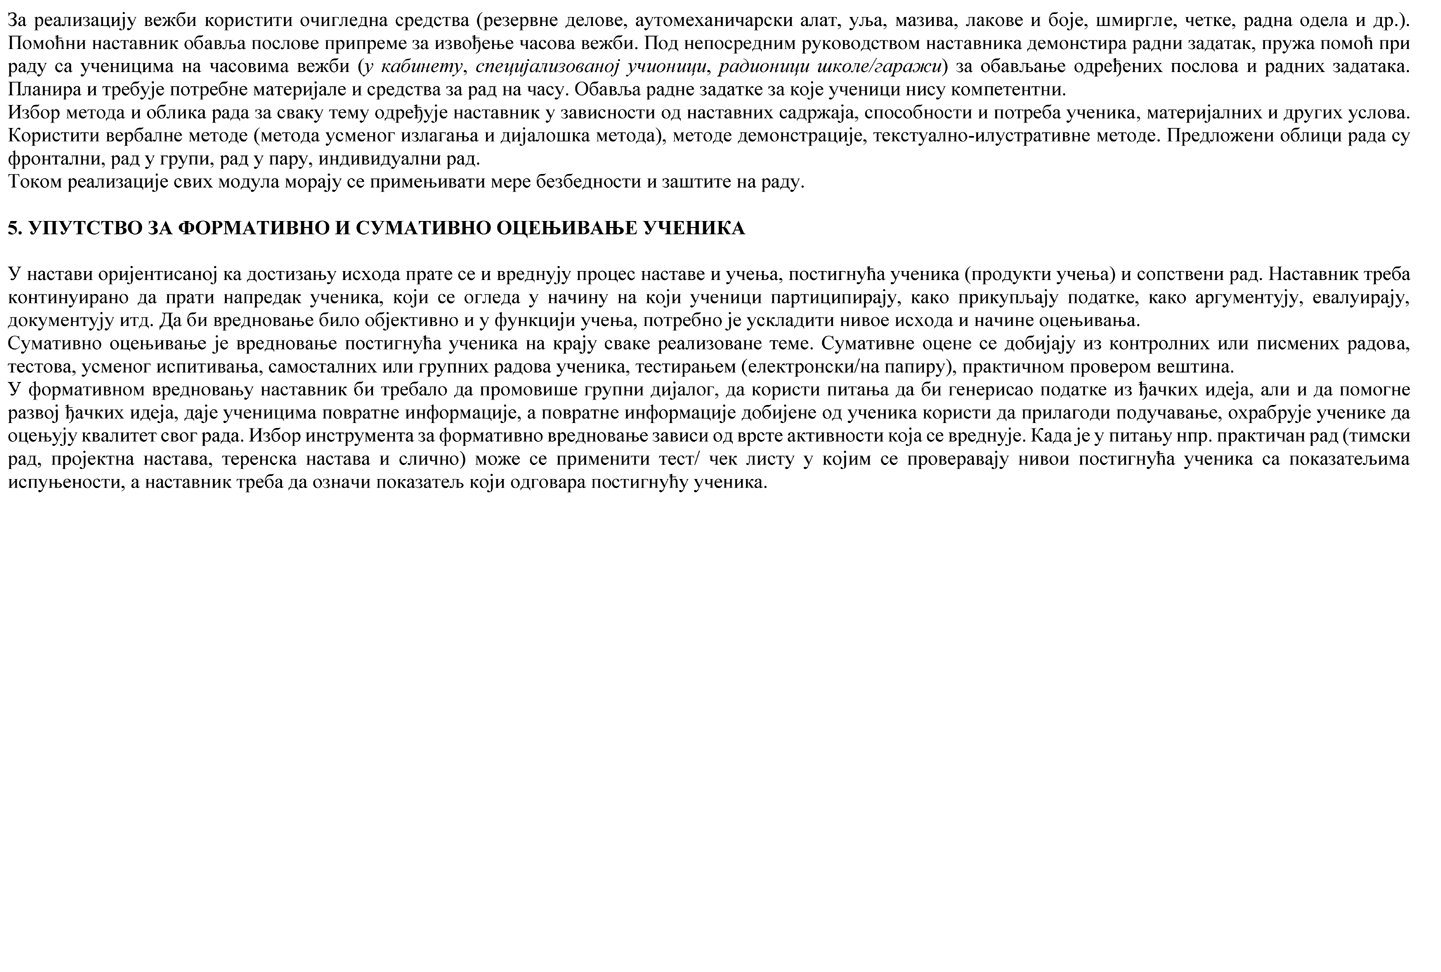 За реализацију вежби користити очигледна средства (резервне делове, аутомеханичарски алат, уља, мазива, лакове и боје, шмиргле, четке, радна одела и др.).
Помоћни наставник обавља послове припреме за извођење часова вежби. Под непосредним руководством наставника демонстира радни задатак, пружа помоћ при
раду са ученицима на часовима вежби (у кабинету, специјализованој учионици, радионици школе/гаражи) за обављање одређених послова и радних задатака.
Планира и требује потребне материјале и средства за рад на часу. Обавља радне задатке за које ученици нису компетентни.
Избор метода и облика рада за сваку тему одређује наставник у зависности од наставних садржаја, способности и потреба ученика, материјалних и других услова.
Користити вербалне методе (метода усменог излагања и дијалошка метода), методе демонстрације, текстуално-илустративне методе. Предложени облици рада су
фронтални, рад у групи, рад у пару, индивидуални рад.
Током реализације свих модула морају се примењивати мере безбедности и заштите на раду.
5. УПУТСТВО ЗА ФОРМАТИВНО И СУМАТИВНО ОЦЕЊИВАЊЕ УЧЕНИКА
У настави оријентисаној ка достизању исхода прате се и вреднују процес наставе и учења, постигнућа ученика (продукти учења) и сопствени рад. Наставник треба
континуирано да прати напредак ученика, који се огледа у начину на који ученици партиципирају, како прикупљају податке, како аргументују, евалуирају,
документују итд. Да би вредновање било објективно и у функцији учења, потребно је ускладити нивое исхода и начине оцењивања.
Сумативно оцењивање је вредновање постигнућа ученика на крају сваке реализоване теме. Сумативне оцене се добијају из контролних или писмених радова,
тестова, усменог испитивања, самосталних или групних радова ученика, тестирањем (електронски/на папиру), практичном провером вештина.
У формативном вредновању наставник би требало да промовише групни дијалог, да користи питања да би генерисао податке из ђачких идеја, али и да помогне
развој ђачких идеја, даје ученицима повратне информације, а повратне информације добијене од ученика користи да прилагоди подучавање, охрабрује ученике да
оцењују квалитет свог рада. Избор инструмента за формативно вредновање зависи од врсте активности која се вреднује. Када је у питању нпр. практичан рад (тимски
рад, пројектна настава, теренска настава и слично) може се применити тест/ чек листу у којим се проверавају нивои постигнућа ученика са показатељима
испуњености, а наставник треба да означи показатељ који одговара постигнућу ученика.